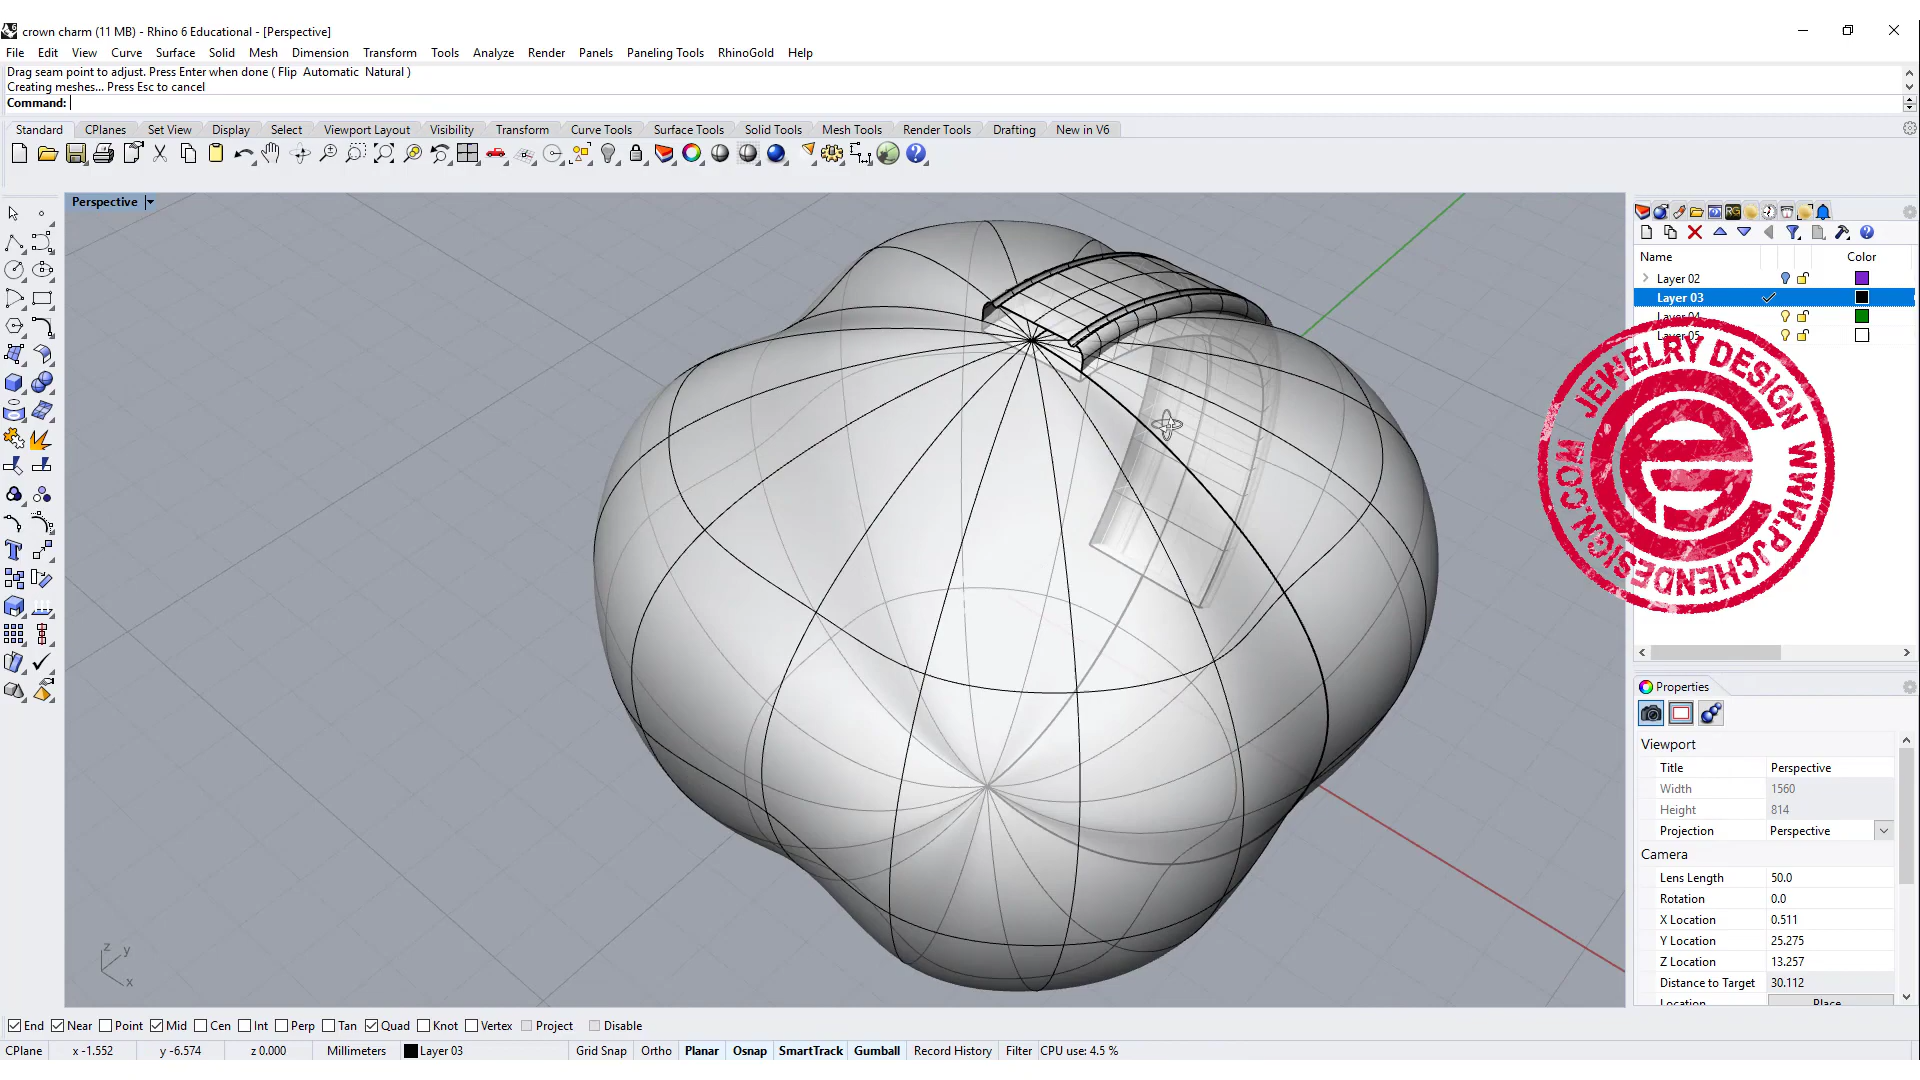 crown charm (11 MB) - Rhino 6 Educational - [Perspective]
File Edit View Curve Surface Solid Mesh Dimension Transform Tools Analyze Render Panels Paneling Tools RhinoGold Help
Drag seam point to adjust. Press Enter when done ( Flip Automatic Natural )
Creating meshes... Press Esc to cancel
Command:
Standard CPlanes Set View Display Select Viewport Layout Visibility Transform Curve Tools Surface Tools Solid Tools Mesh Tools Render Tools Drafting New in V6
Perspective
Name Color
Layer 02
Layer 03
Layer 04
Layer 05
JEWELRY DESIGN
WWW.PJCHENDESIGN.COM
Properties
Viewport
Title Perspective
Width 1560
Height 814
Projection Perspective
Camera
Lens Length 50.0
Rotation 0.0
X Location 0.511
Y Location 25.275
Z Location 13.257
Distance to Target 30.112
Location Place
z y x
End Near Point Mid Cen Int Perp Tan Quad Knot Vertex Project Disable
CPlane x -1.552 y -6.574 z 0.000 Millimeters Layer 03 Grid Snap Ortho Planar Osnap SmartTrack Gumball Record History Filter CPU use: 4.5 %